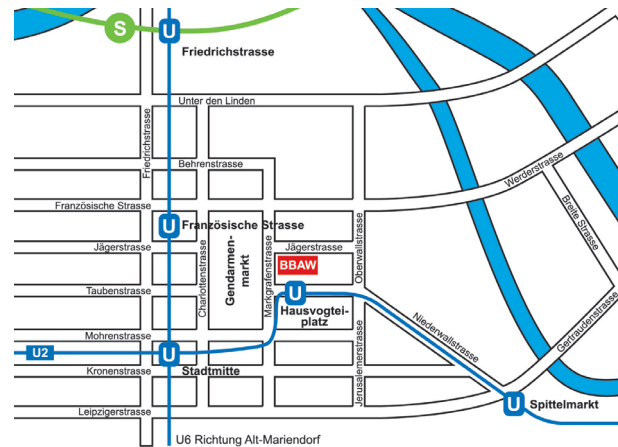 S
U
Friedrichstrasse
Unter den Linden
Friedrichstrasse
Behrenstrasse
Werderstrasse
Breite Strasse
Französische Strasse
U
Französische Strasse
Oberwallstrasse
Jägerstrasse
Charlottenstrasse
Gendarmen-
markt
Markgrafenstrasse
Jägerstrasse
BBAW
Taubenstrasse
U
Hausvogtei-
platz
Niederwallstrasse
Gertraudenstrasse
Mohrenstrasse
U2
U
Jerusalemerstrasse
Kronenstrasse
Stadtmitte
Leipzigerstrasse
U
Spittelmarkt
U6 Richtung Alt-Mariendorf